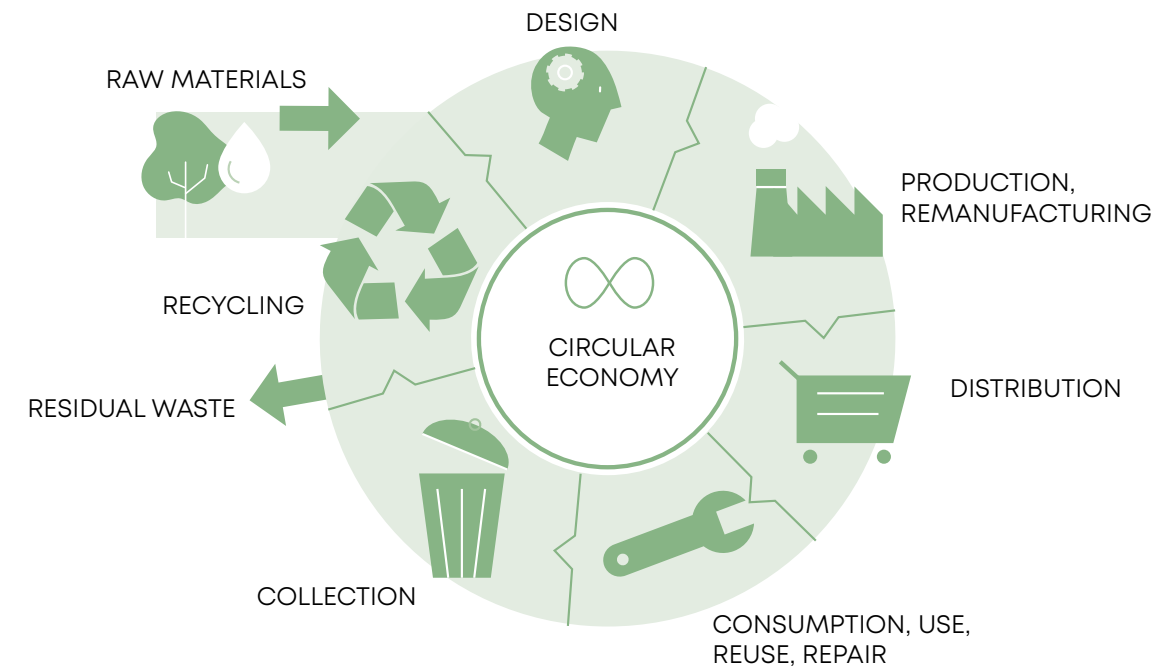 DESIGN
RAW MATERIALS
PRODUCTION,
REMANUFACTURING
RECYCLING
CIRCULAR
ECONOMY
DISTRIBUTION
RESIDUAL WASTE
COLLECTION
CONSUMPTION, USE,
REUSE, REPAIR